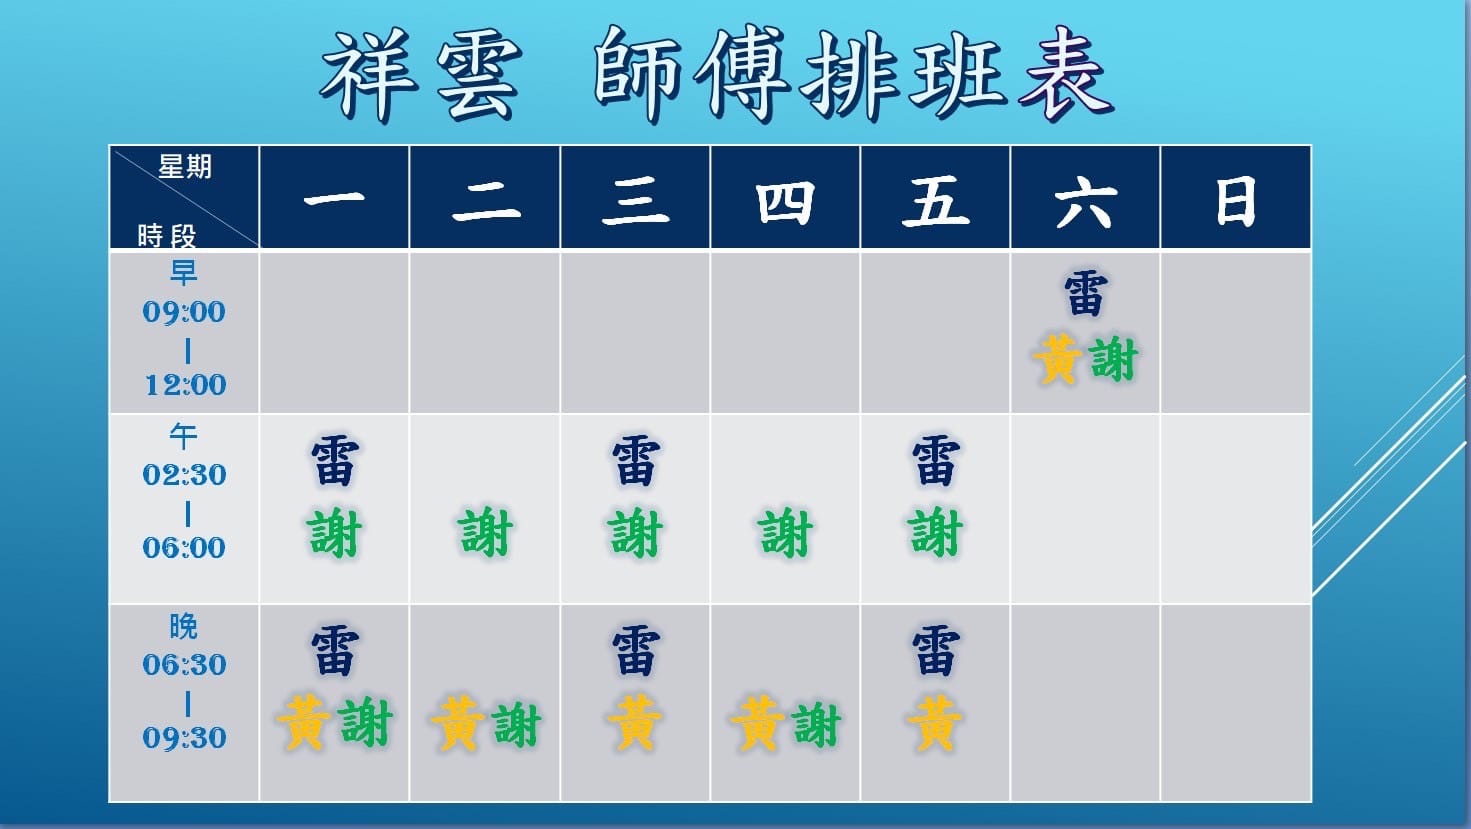 祥雲 師傅排班表
星期
時段
一 二 三 四 五 六 日
早
09:00
|
12:00
雷
黃謝
午
02:30
|
06:00
雷 雷 雷
謝 謝 謝 謝 謝
晚
06:30
|
09:30
雷 雷 雷
黃謝 黃謝 黃 黃謝 黃